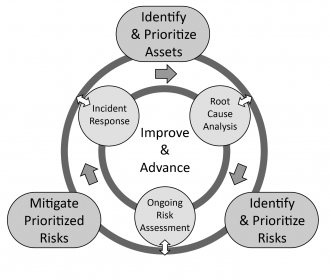 Identify
& Prioritize
Assets
Incident
Response
Root
Cause
Analysis
Improve
&
Advance
Mitigate
Prioritized
Risks
Ongoing
Risk
Assessment
Identify
& Prioritize
Risks